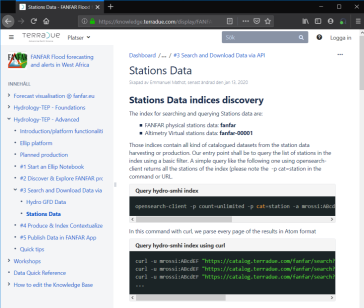 Stations Data - FANFAR Flood
https://knowledge.terradue.com/display/FANF
terradue
Platser
Sök
Logga in
FANFAR Flood forecasting
and alerts in West Africa
INNEHÅLL
Forecast visualisation @ fanfar.eu
Hydrology-TEP - Foundations
Hydrology-TEP - Advanced
Introduction/platform functionaliti
Ellip platform
Planned production
#1 Start an Ellip Notebook
#2 Discover & Explore FANFAR pro
#3 Search and Download Data via
Hydro GFD Data
Stations Data
#4 Produce & Index Contextualize
#5 Publish Data in FANFAR App
Workshops
Data Quick Reference
How to edit the Knowledge Base
Dashboard / ... / #3 Search and Download Data via API
Stations Data
Skapad av Emmanuel Mathot, senast ändrad den jan 15, 2020
Stations Data indices discovery
The index for searching and querying Stations Data are
FANFAR physical stations data: fanfar
Altimetry Virtual stations data: fanfar-00001
Those indices contain all kind of catalogued datasets from the station data
harvesting or production. Our entry point shall be to query the list of stations in the
index using a basic filter. A simple query like the following one using opensearch-
client returns all the stations of the index (please note the -p cat=station in the
command or URL.
Query hydro-smhi index
opensearch-client -p count=unlimited -p cat=station -o mrossi:AbcdEF
In this command with curl, we parse every page of the results in Atom format
Query hydro-smhi index using curl
curl -u mrossi:AbcdEF "https://catalog.terradue.com/fanfar/search?
curl -u mrossi:AbcdEF "https://catalog.terradue.com/fanfar/search?
curl -u mrossi:AbcdEF "https://catalog.terradue.com/fanfar/search?
...